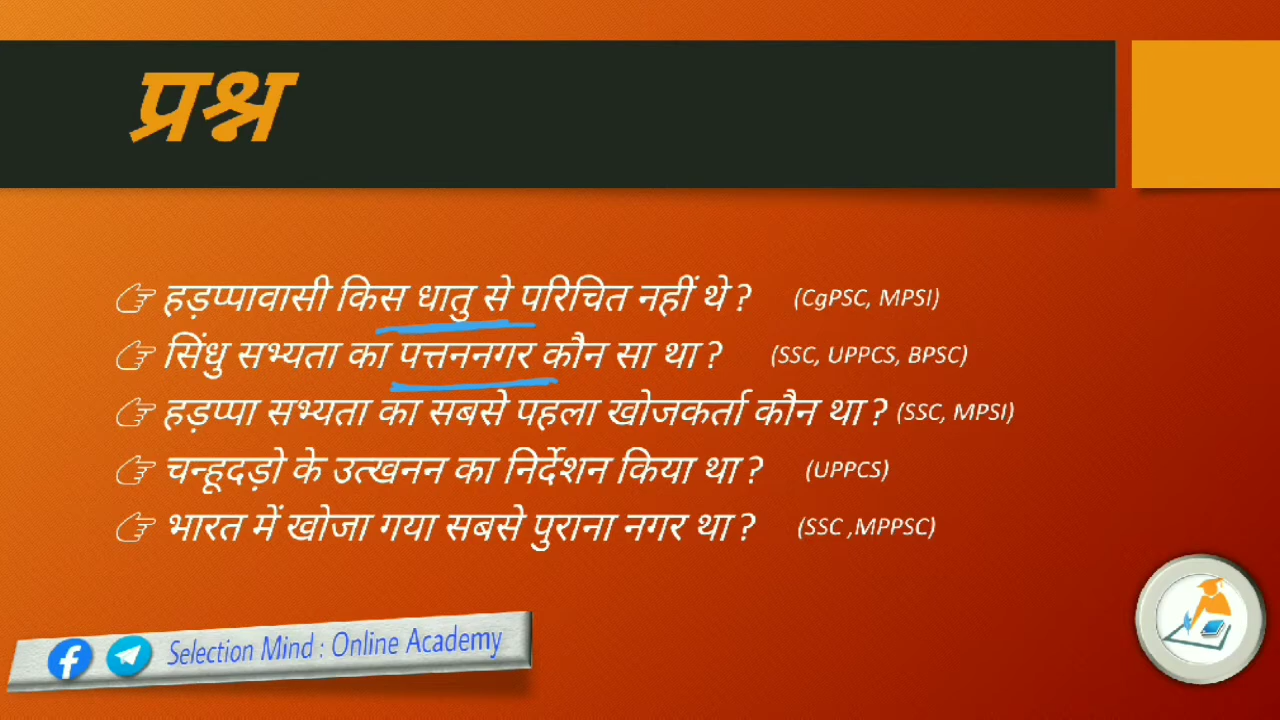 प्रश्न
👉 हड़प्पावासी किस धातु से परिचित नहीं थे ? (CgPSC, MPSI)
👉 सिंधु सभ्यता का पत्तननगर कौन सा था ? (SSC, UPPCS, BPSC)
👉 हड़प्पा सभ्यता का सबसे पहला खोजकर्ता कौन था ? (SSC, MPSI)
👉 चन्हूदड़ो के उत्खनन का निर्देशन किया था ? (UPPCS)
👉 भारत में खोजा गया सबसे पुराना नगर था ? (SSC ,MPPSC)
Selection Mind : Online Academy